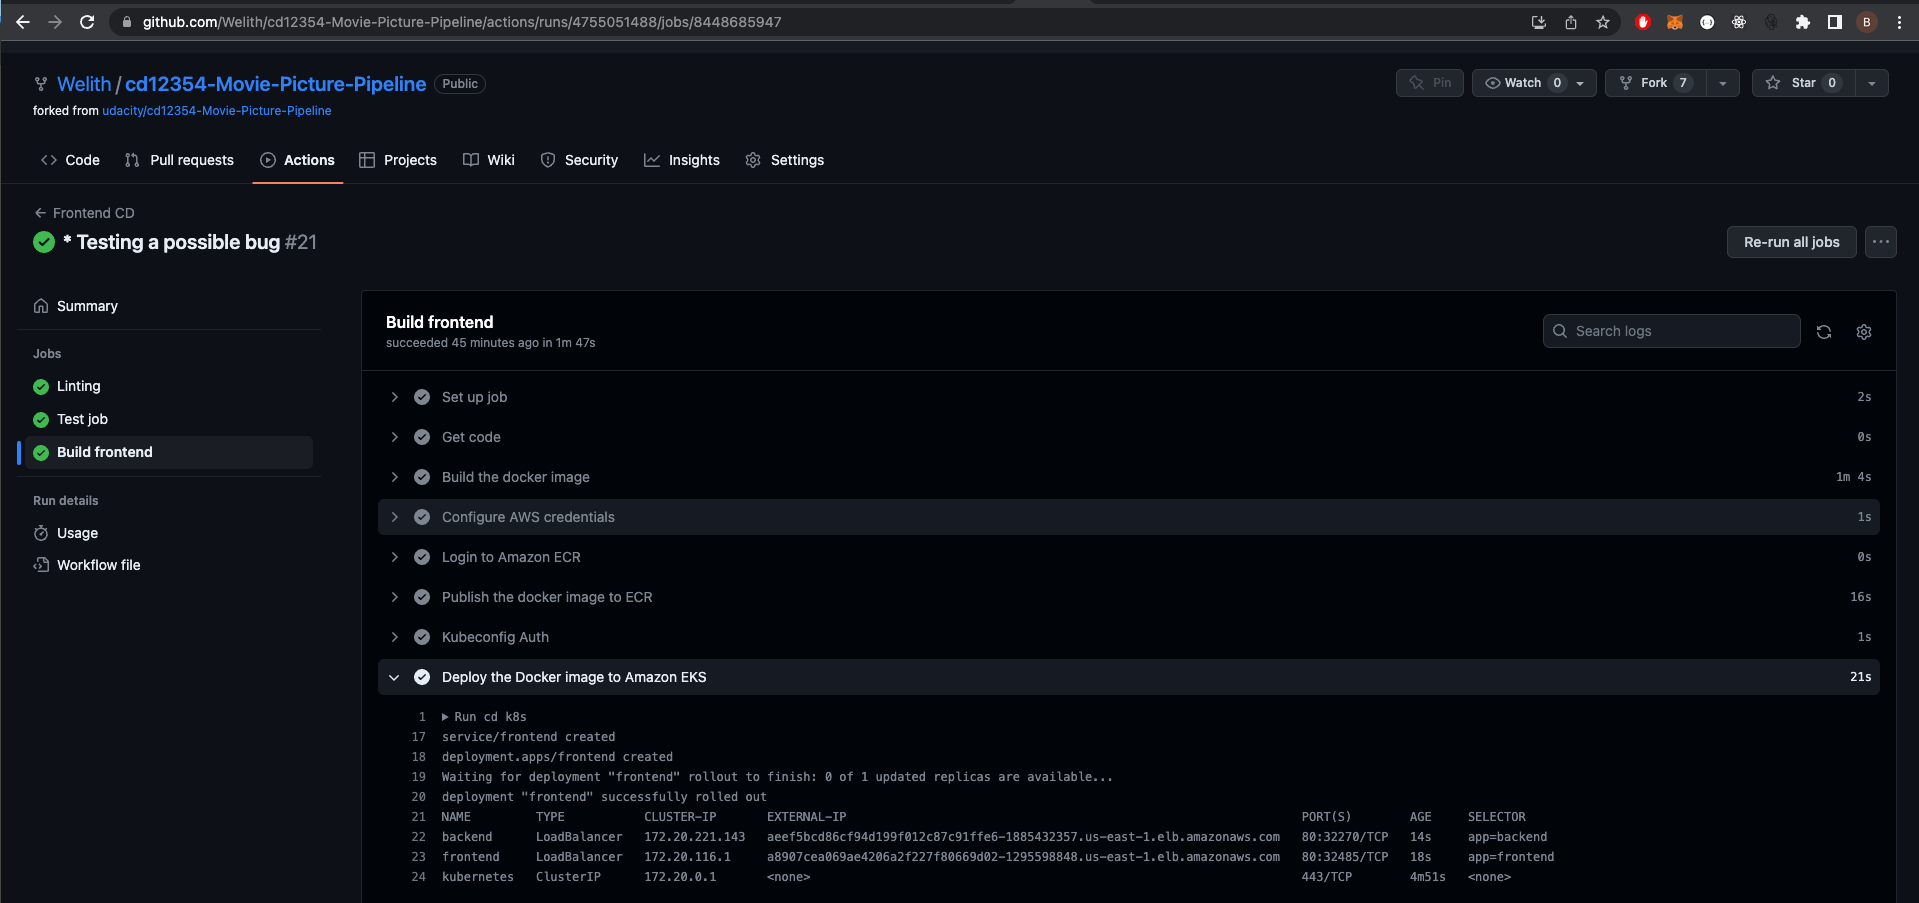 github.com/Welith/cd12354-Movie-Picture-Pipeline/actions/runs/4755051488/jobs/8448685947
B
Welith / cd12354-Movie-Picture-Pipeline Public
Pin Watch 0 Fork 7 Star 0
forked from udacity/cd12354-Movie-Picture-Pipeline
Code Pull requests Actions Projects Wiki Security Insights Settings
Frontend CD
* Testing a possible bug #21
Re-run all jobs
Summary
Jobs
Linting
Test job
Build frontend
Run details
Usage
Workflow file
Build frontend
succeeded 45 minutes ago in 1m 47s
Search logs
Set up job 2s
Get code 0s
Build the docker image 1m 4s
Configure AWS credentials 1s
Login to Amazon ECR 0s
Publish the docker image to ECR 16s
Kubeconfig Auth 1s
Deploy the Docker image to Amazon EKS 21s
1 Run cd k8s
17 service/frontend created
18 deployment.apps/frontend created
19 Waiting for deployment "frontend" rollout to finish: 0 of 1 updated replicas are available...
20 deployment "frontend" successfully rolled out
21 NAME TYPE CLUSTER-IP EXTERNAL-IP PORT(S) AGE SELECTOR
22 backend LoadBalancer 172.20.221.143 aeef5bcd86cf94d199f012c87c91ffe6-1885432357.us-east-1.elb.amazonaws.com 80:32270/TCP 14s app=backend
23 frontend LoadBalancer 172.20.116.1 a8907cea069ae4206a2f227f80669d02-1295598848.us-east-1.elb.amazonaws.com 80:32485/TCP 18s app=frontend
24 kubernetes ClusterIP 172.20.0.1 <none> 443/TCP 4m51s <none>